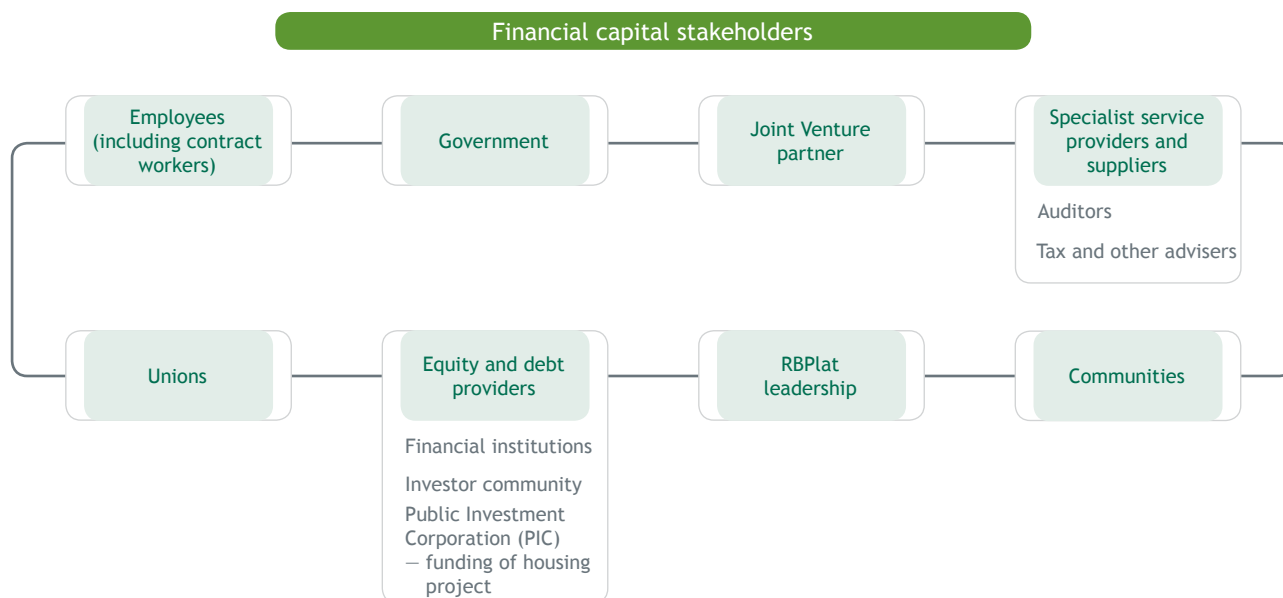 Financial capital stakeholders
Employees
(including contract
workers)
Government
Joint Venture
partner
Specialist service
providers and
suppliers
Auditors
Tax and other advisers
Unions
Equity and debt
providers
Financial institutions
Investor community
Public Investment
Corporation (PIC)
— funding of housing
project
RBPlat
leadership
Communities